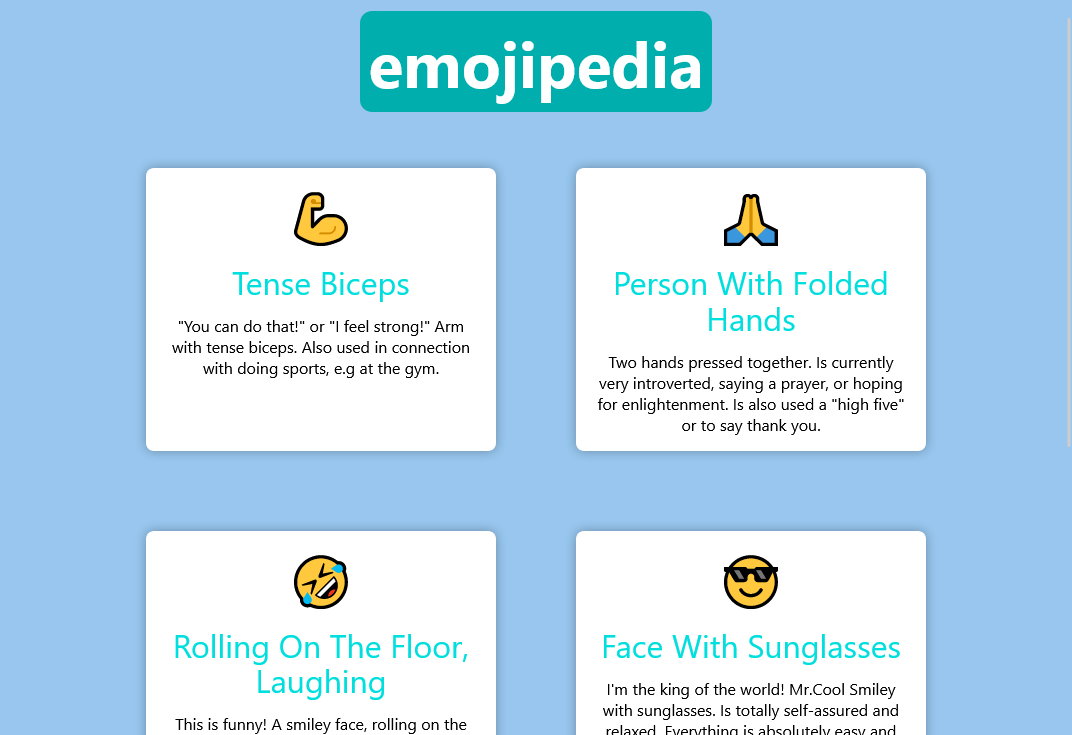 emojipedia
Tense Biceps
"You can do that!" or "I feel strong!" Arm
with tense biceps. Also used in connection
with doing sports, e.g at the gym.
Person With Folded
Hands
Two hands pressed together. Is currently
very introverted, saying a prayer, or hoping
for enlightenment. Is also used a "high five"
or to say thank you.
Rolling On The Floor,
Laughing
This is funny! A smiley face, rolling on the
Face With Sunglasses
I'm the king of the world! Mr.Cool Smiley
with sunglasses. Is totally self-assured and
relaxed. Everything is absolutely easy and